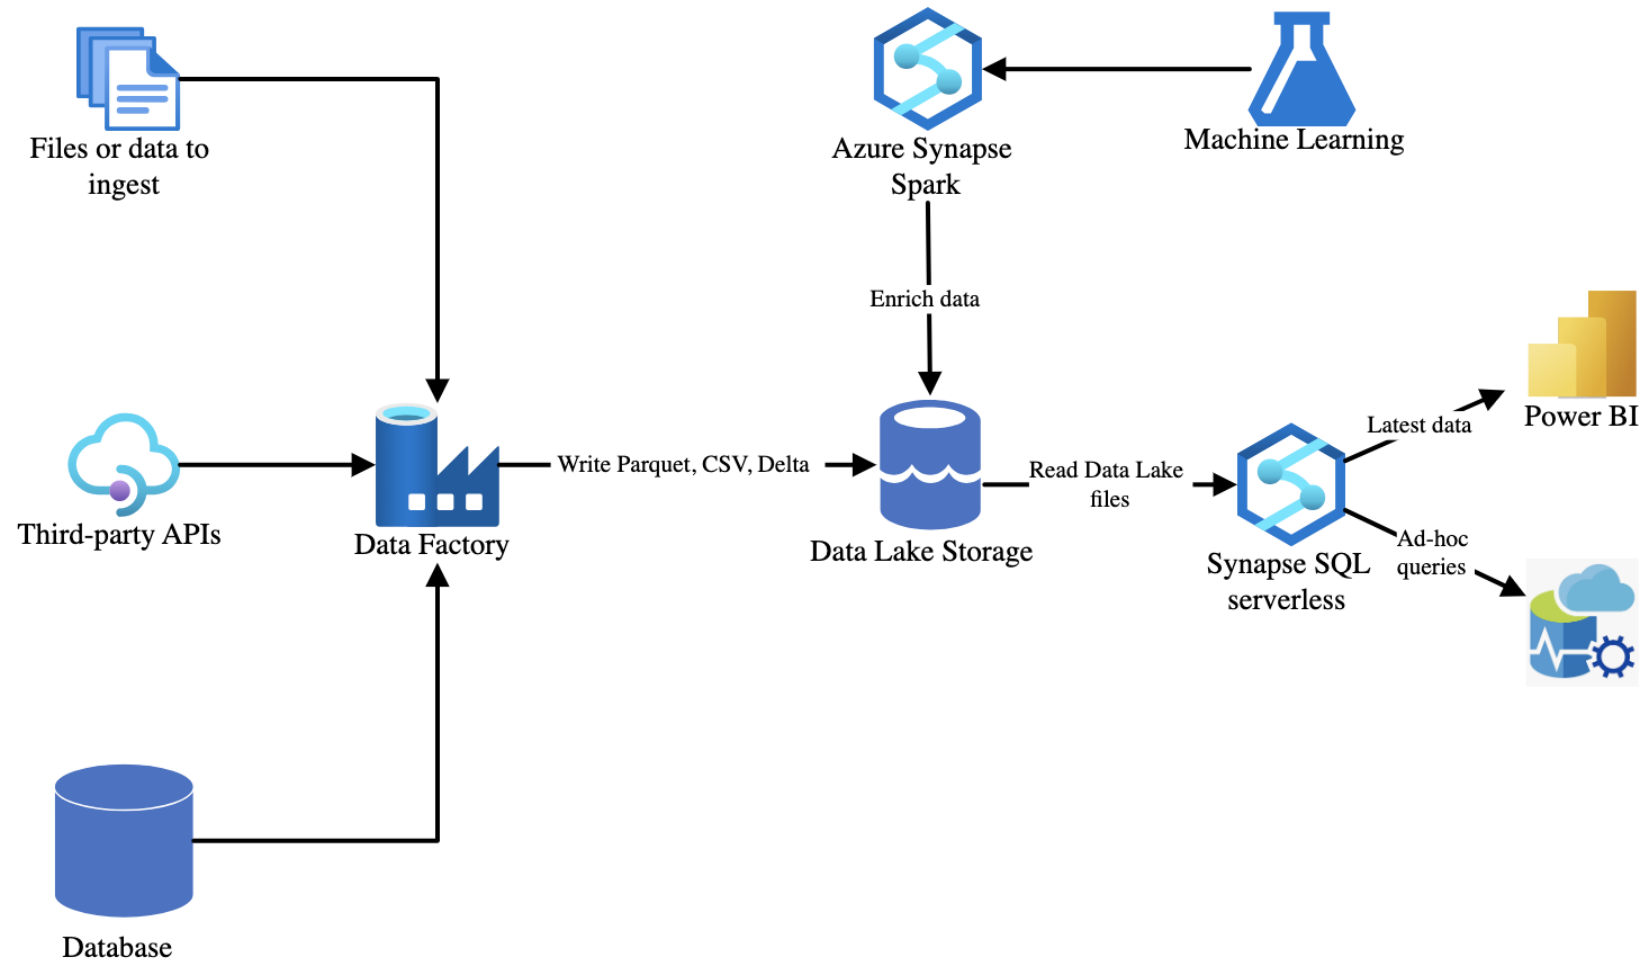 Files or data to
ingest
Azure Synapse
Spark
Machine Learning
Enrich data
Third-party APIs
Data Factory
Write Parquet, CSV, Delta
Data Lake Storage
Read Data Lake
files
Synapse SQL
serverless
Latest data
Power BI
Ad-hoc
queries
Database